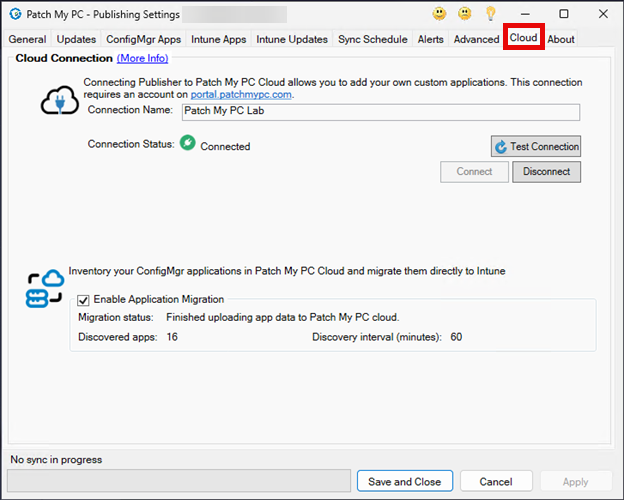 Patch My PC - Publishing Settings
General Updates ConfigMgr Apps Intune Apps Intune Updates Sync Schedule Alerts Advanced Cloud About
Cloud Connection (More Info)
Connecting Publisher to Patch My PC Cloud allows you to add your own custom applications. This connection
requires an account on portal.patchmypc.com.
Connection Name: Patch My PC Lab
Connection Status: Connected
Test Connection
Connect Disconnect
Inventory your ConfigMgr applications in Patch My PC Cloud and migrate them directly to Intune
Enable Application Migration
Migration status: Finished uploading app data to Patch My PC cloud.
Discovered apps: 16 Discovery interval (minutes): 60
No sync in progress
Save and Close Cancel Apply